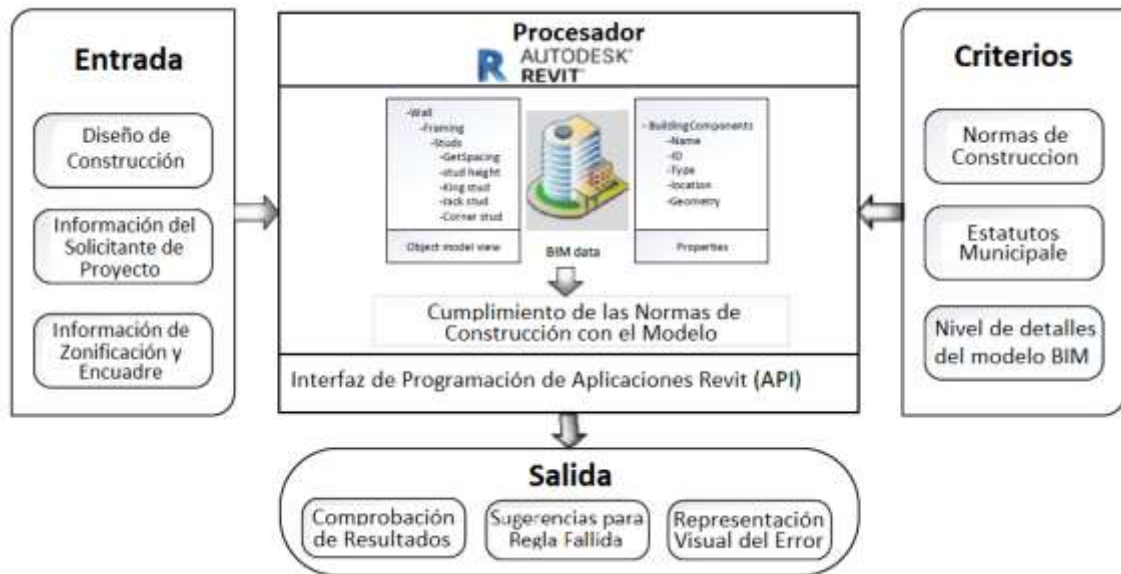 Entrada
Diseño de
Construcción
Información del
Solicitante de
Proyecto
Información de
Zonificación y
Encuadre
Procesador
AUTODESK
REVIT
-Wall
-Framing
-Studs
-GetSpacing
-stud height
-King stud
-Jack stud
-Corner stud
Object model view
BIM data
- BuildingComponents
-Name
-ID
-Type
-location
-Geometry
Properties
Cumplimiento de las Normas de
Construcción con el Modelo
Interfaz de Programación de Aplicaciones Revit (API)
Criterios
Normas de
Construccion
Estatutos
Municipale
Nivel de detalles
del modelo BIM
Salida
Comprobación
de Resultados
Sugerencias para
Regla Fallida
Representación
Visual del Error